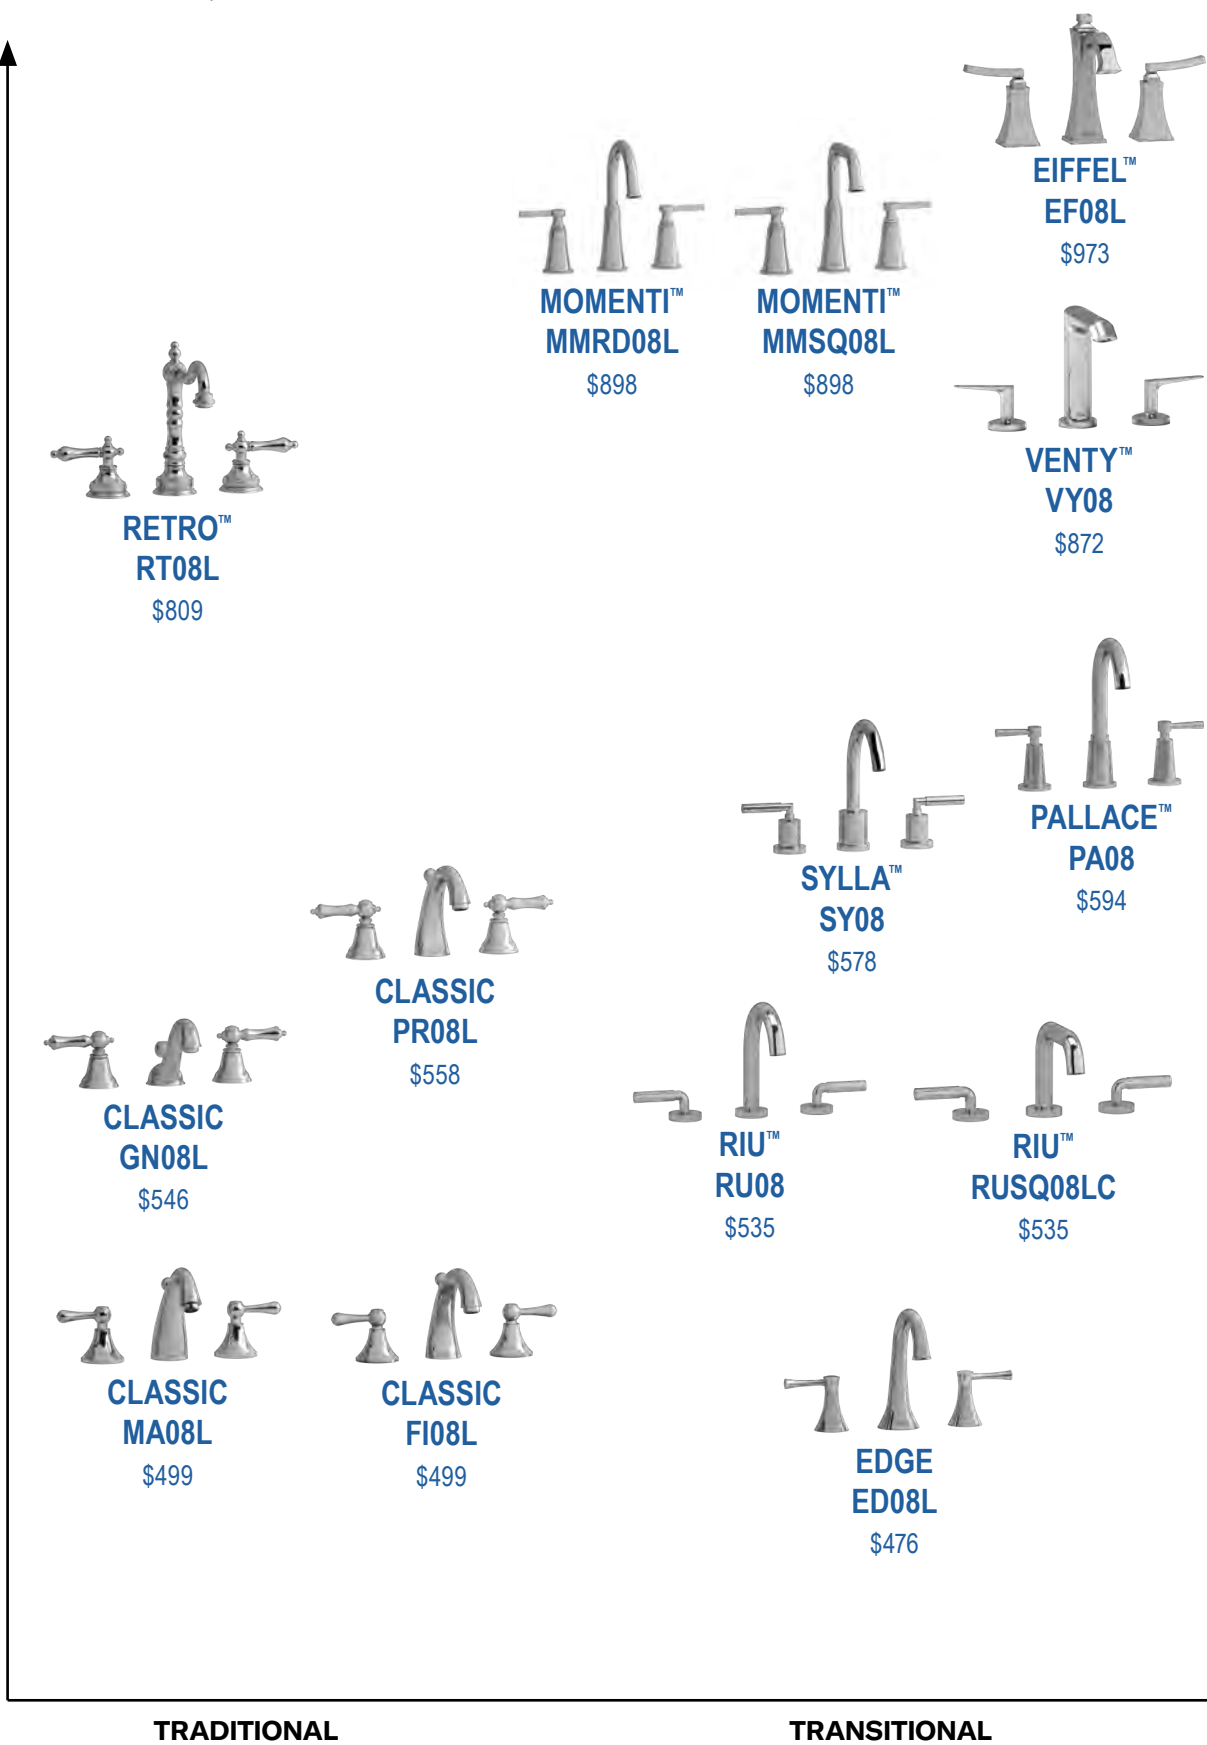 EIFFEL™
EF08L
$973
MOMENTI™
MMRD08L
$898
MOMENTI™
MMSQ08L
$898
VENTY™
VY08
$872
RETRO™
RT08L
$809
PALLACE™
PA08
$594
SYLLA™
SY08
$578
CLASSIC
PR08L
$558
CLASSIC
GN08L
$546
RIU™
RU08
$535
RIU™
RUSQ08LC
$535
CLASSIC
MA08L
$499
CLASSIC
FI08L
$499
EDGE
ED08L
$476
TRADITIONAL
TRANSITIONAL